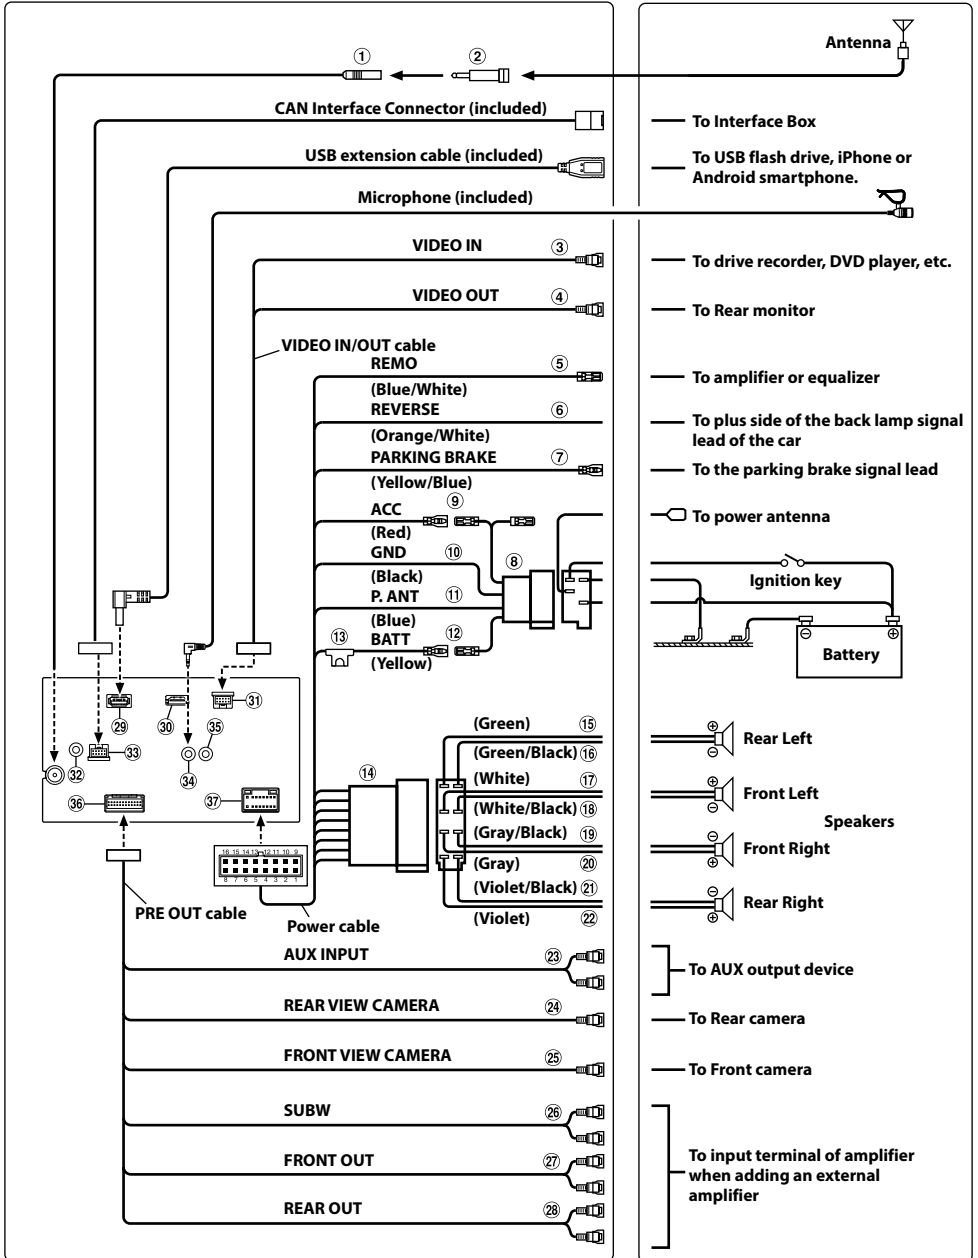 Antenna
①
②
CAN Interface Connector (included)
To Interface Box
USB extension cable (included)
To USB flash drive, iPhone or
Android smartphone.
Microphone (included)
VIDEO IN
③
To drive recorder, DVD player, etc.
VIDEO OUT
④
To Rear monitor
VIDEO IN/OUT cable
REMO
⑤
(Blue/White)
To amplifier or equalizer
REVERSE
⑥
(Orange/White)
To plus side of the back lamp signal
lead of the car
PARKING BRAKE
⑦
(Yellow/Blue)
To the parking brake signal lead
ACC
⑨
(Red)
To power antenna
GND
⑩
⑧
(Black)
Ignition key
P. ANT
⑪
(Blue)
BATT
⑬
⑫
(Yellow)
Battery
㉙
㉚
㉟
㉛
㉜
㉝
㉞
㊱
㊲
⑭
(Green)
⑮
(Green/Black)
⑯
Rear Left
(White)
⑰
(White/Black)
⑱
Front Left
Speakers
(Gray/Black)
⑲
(Gray)
⑳
Front Right
(Violet/Black)
㉑
(Violet)
㉒
Rear Right
16 15 14 13 12 11 10 9
8 7 6 5 4 3 2 1
PRE OUT cable
Power cable
AUX INPUT
㉓
To AUX output device
REAR VIEW CAMERA
㉔
To Rear camera
FRONT VIEW CAMERA
㉕
To Front camera
SUBW
㉖
FRONT OUT
㉗
To input terminal of amplifier
when adding an external
amplifier
REAR OUT
㉘